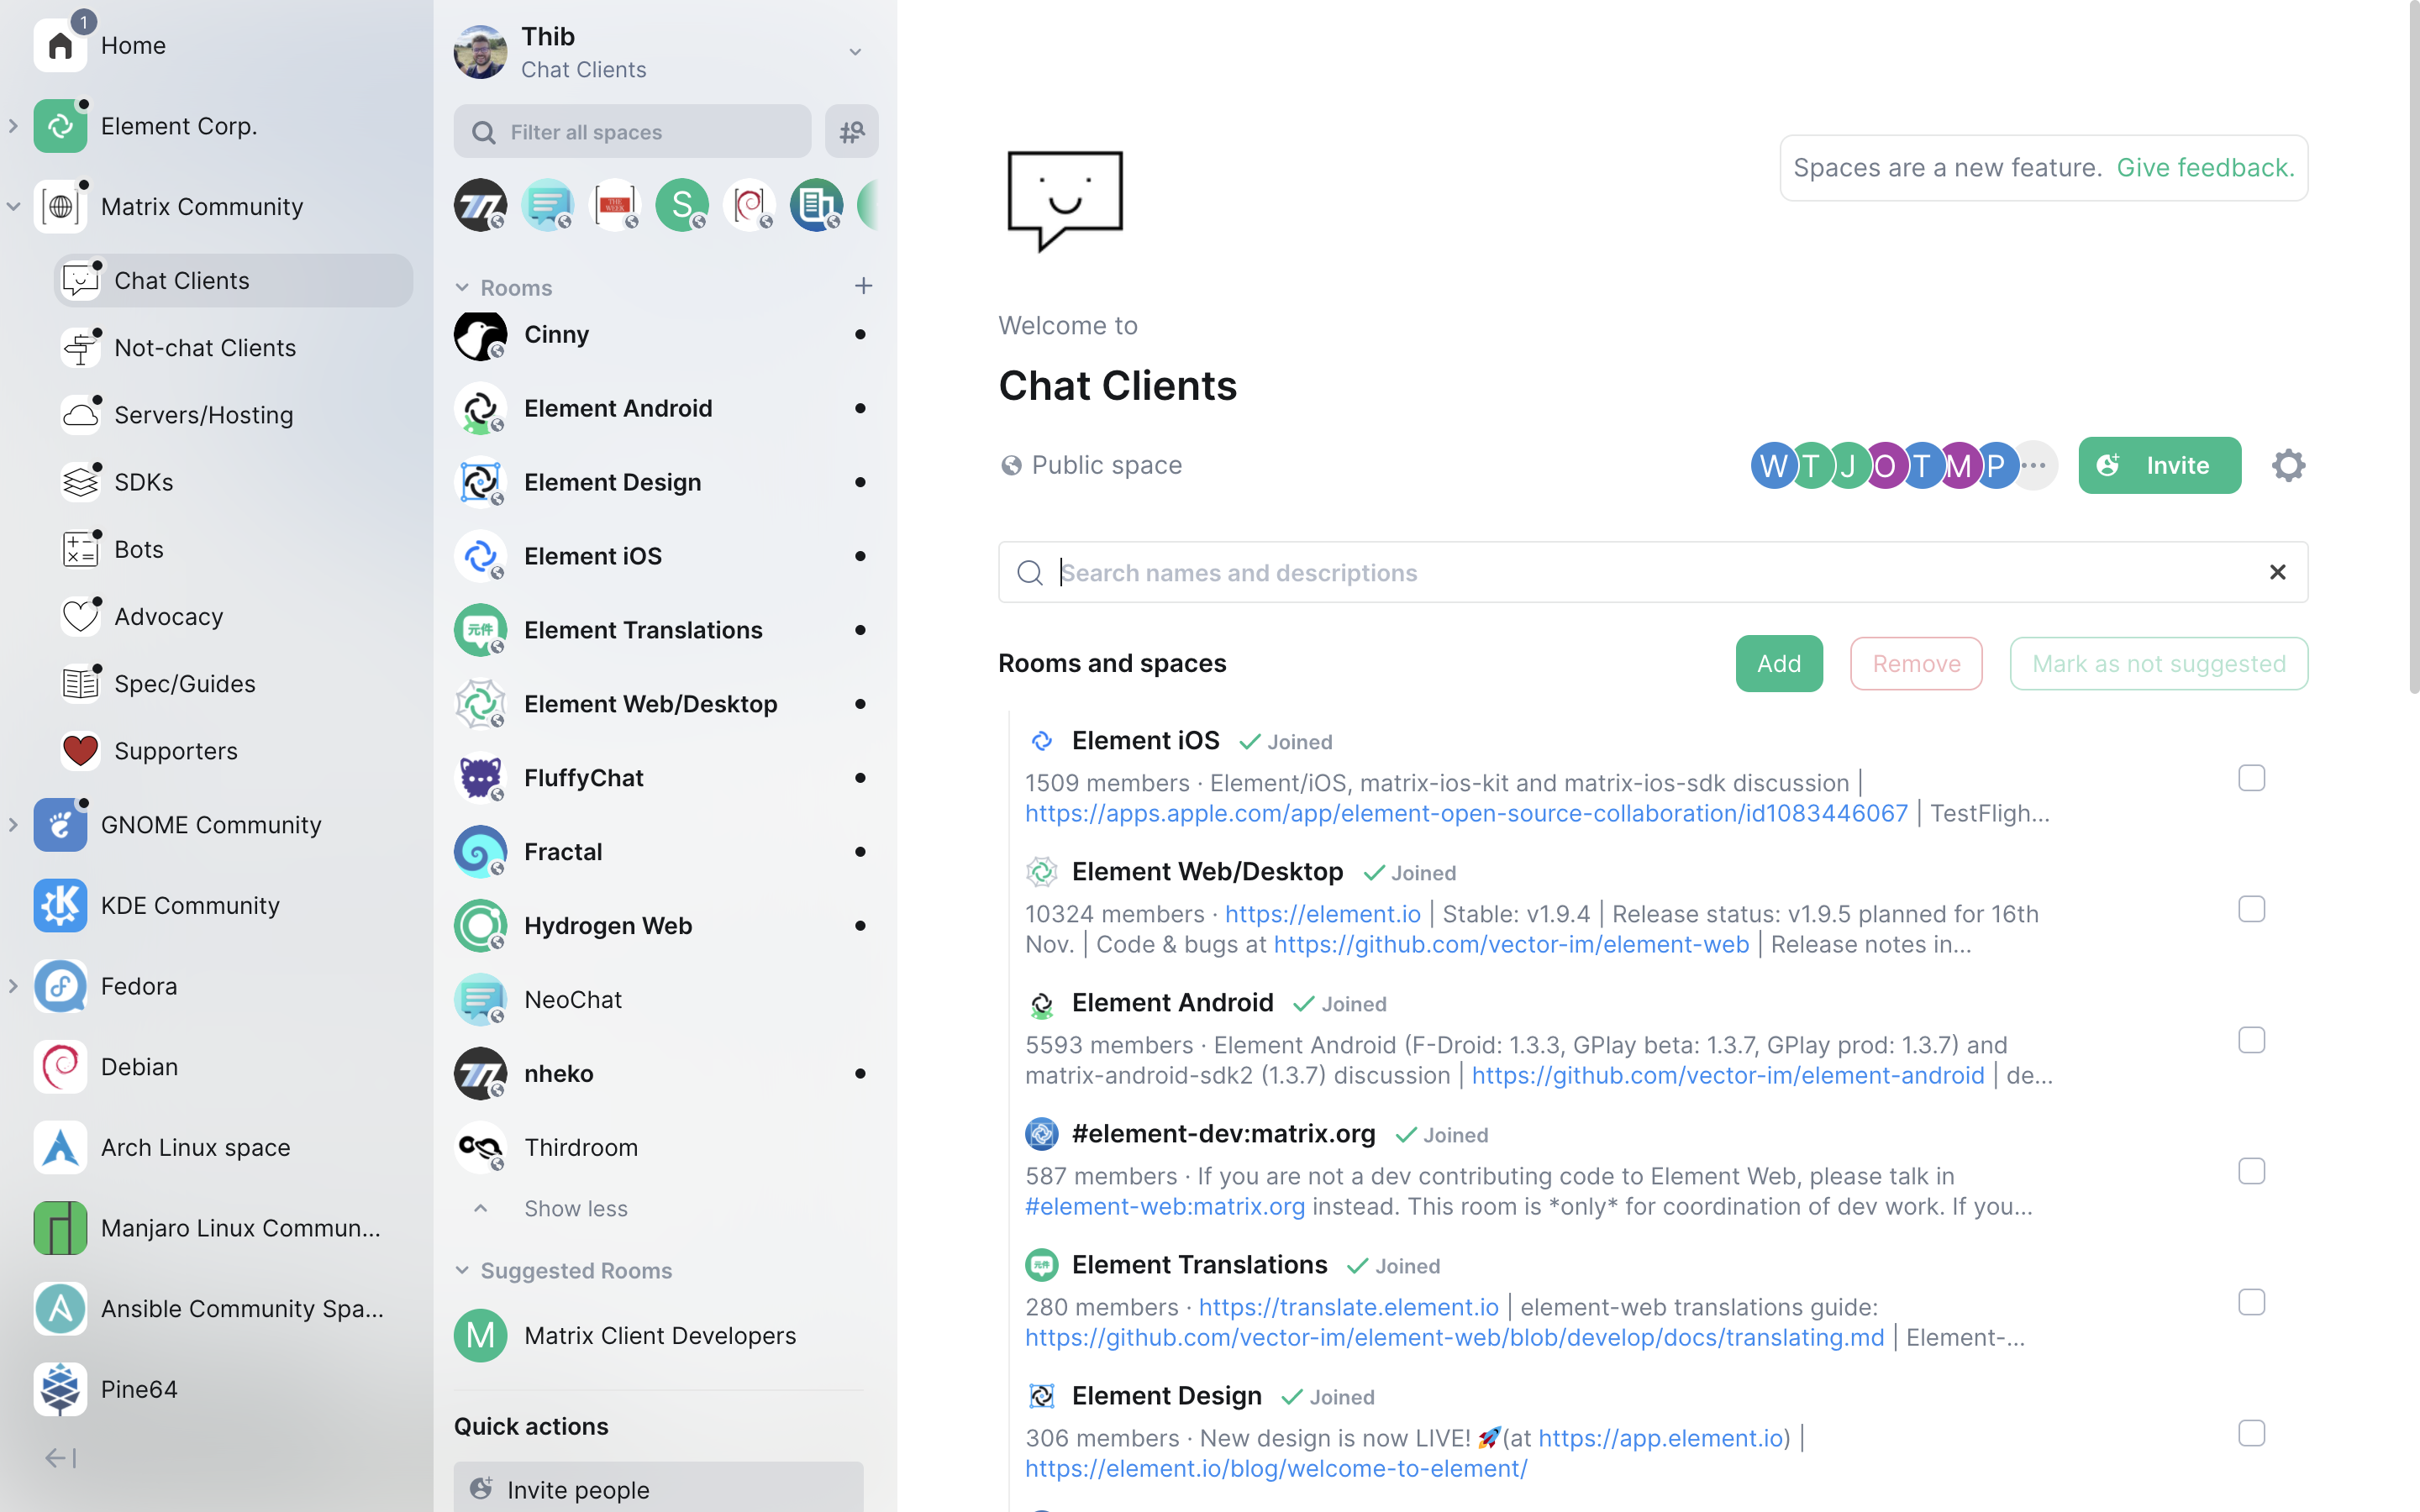 1
Home
Element Corp.
Matrix Community
Chat Clients
Not-chat Clients
Servers/Hosting
SDKs
Bots
Advocacy
Spec/Guides
Supporters
GNOME Community
KDE Community
Fedora
Debian
Arch Linux space
Manjaro Linux Commun...
Ansible Community Spa...
Pine64
Thib
Chat Clients
Filter all spaces
THE WEEK
S
Rooms
Cinny
Element Android
Element Design
Element iOS
元件
Element Translations
Element Web/Desktop
FluffyChat
Fractal
Hydrogen Web
NeoChat
nheko
Thirdroom
Show less
Suggested Rooms
M
Matrix Client Developers
Quick actions
Invite people
Spaces are a new feature. Give feedback.
Welcome to
Chat Clients
Public space
W T J O T M P ...
Invite
Search names and descriptions
Rooms and spaces
Add
Remove
Mark as not suggested
Element iOS Joined
1509 members · Element/iOS, matrix-ios-kit and matrix-ios-sdk discussion |
https://apps.apple.com/app/element-open-source-collaboration/id1083446067 | TestFligh...
Element Web/Desktop Joined
10324 members · https://element.io | Stable: v1.9.4 | Release status: v1.9.5 planned for 16th
Nov. | Code & bugs at https://github.com/vector-im/element-web | Release notes in...
Element Android Joined
5593 members · Element Android (F-Droid: 1.3.3, GPlay beta: 1.3.7, GPlay prod: 1.3.7) and
matrix-android-sdk2 (1.3.7) discussion | https://github.com/vector-im/element-android | de...
#element-dev:matrix.org Joined
587 members · If you are not a dev contributing code to Element Web, please talk in
#element-web:matrix.org instead. This room is *only* for coordination of dev work. If you...
元件
Element Translations Joined
280 members · https://translate.element.io | element-web translations guide:
https://github.com/vector-im/element-web/blob/develop/docs/translating.md | Element-...
Element Design Joined
306 members · New design is now LIVE! 🚀(at https://app.element.io) |
https://element.io/blog/welcome-to-element/